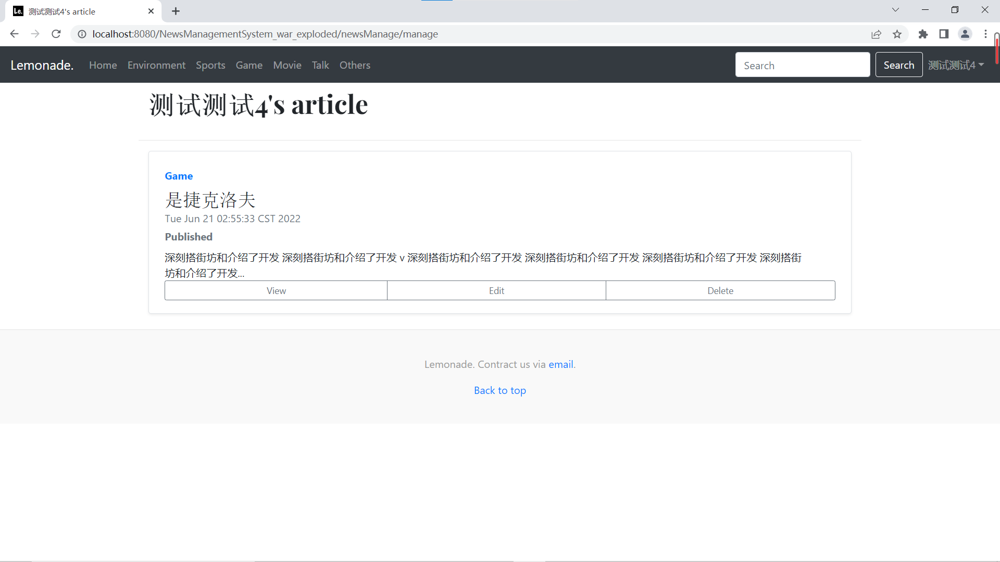 Le. 测试测试4's article
localhost:8080/NewsManagementSystem_war_exploded/newsManage/manage
Lemonade. Home Environment Sports Game Movie Talk Others Search Search 测试测试4
测试测试4's article
Game
是捷克洛夫
Tue Jun 21 02:55:33 CST 2022
Published
深刻搭街坊和介绍了开发 深刻搭街坊和介绍了开发 v 深刻搭街坊和介绍了开发 深刻搭街坊和介绍了开发 深刻搭街坊和介绍了开发 深刻搭街
坊和介绍了开发...
View Edit Delete
Lemonade. Contract us via email.
Back to top